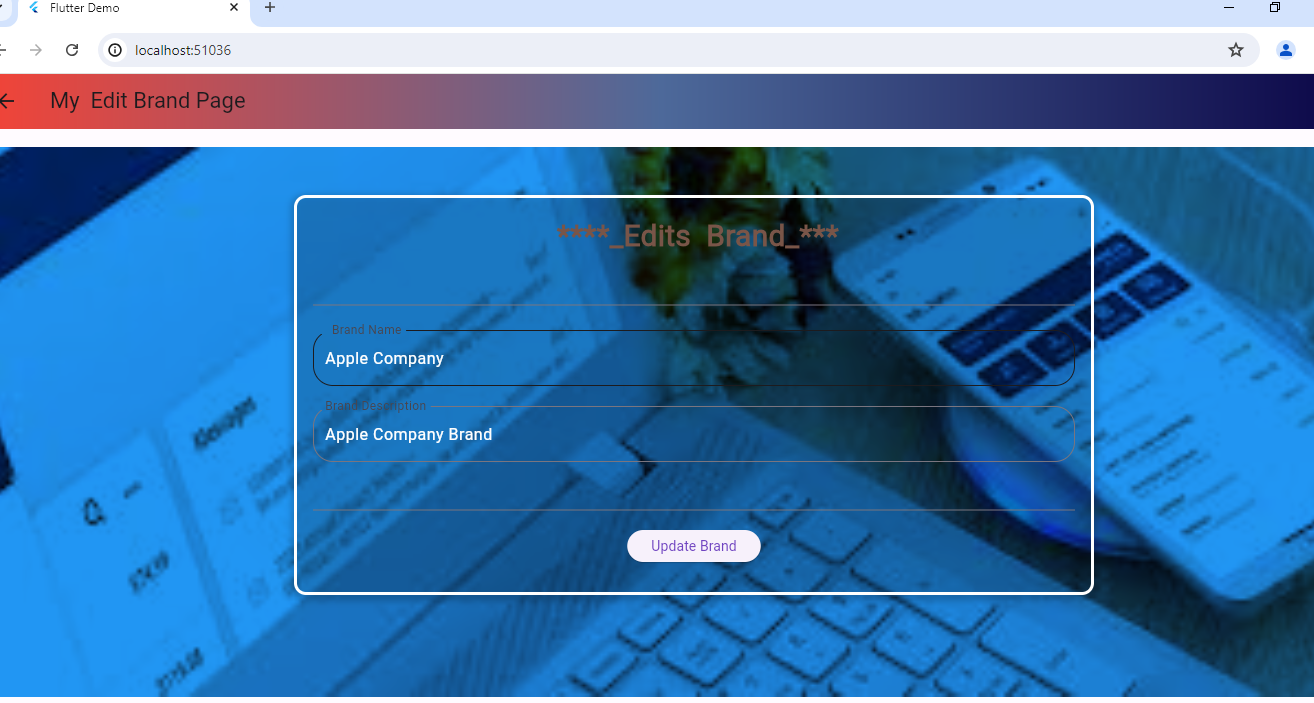 Flutter Demo
localhost:51036
My Edit Brand Page
****_Edits Brand_***
Brand Name
Apple Company
Brand Description
Apple Company Brand
Update Brand